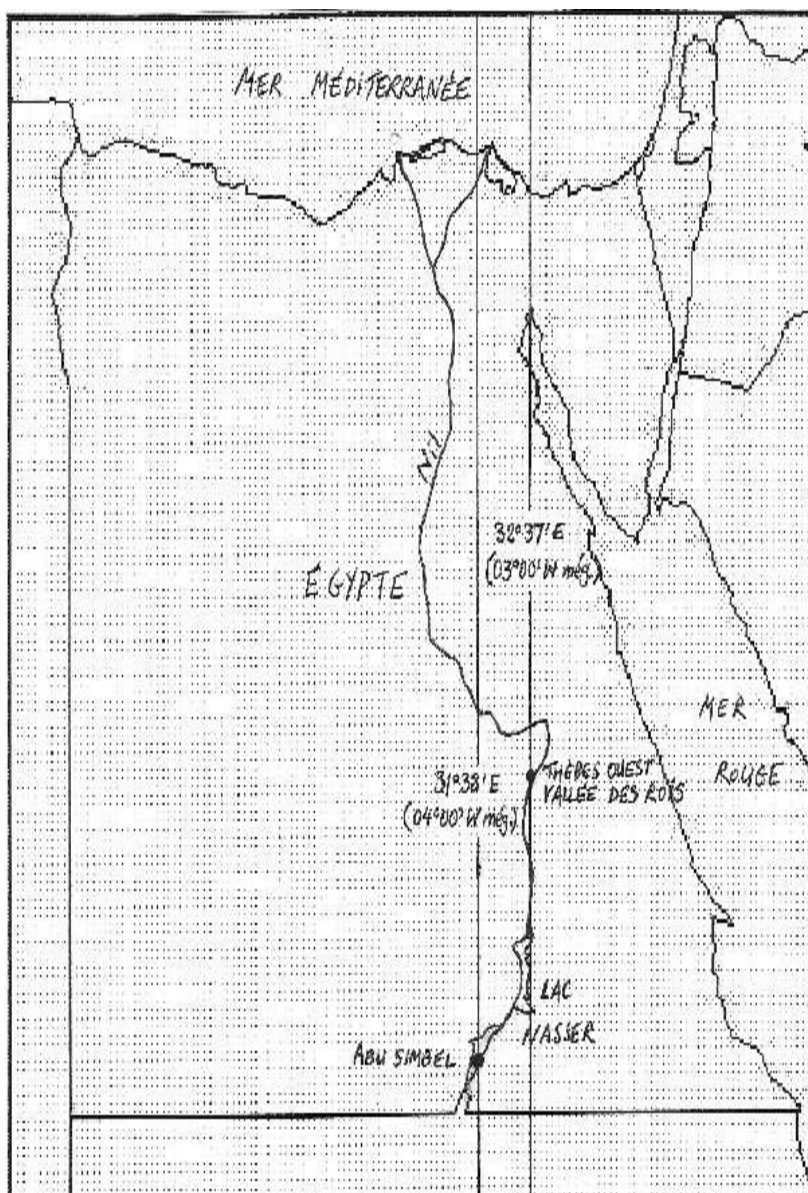 MER MÉDITERRANÉE
Nil
32°37'E
(03°00' W még.)
ÉGYPTE
MER
ROUGE
THÈBES OUEST
VALLÉE DES ROIS
31°38'E
(04°00' W még.)
LAC
NASSER
ABU SIMBEL